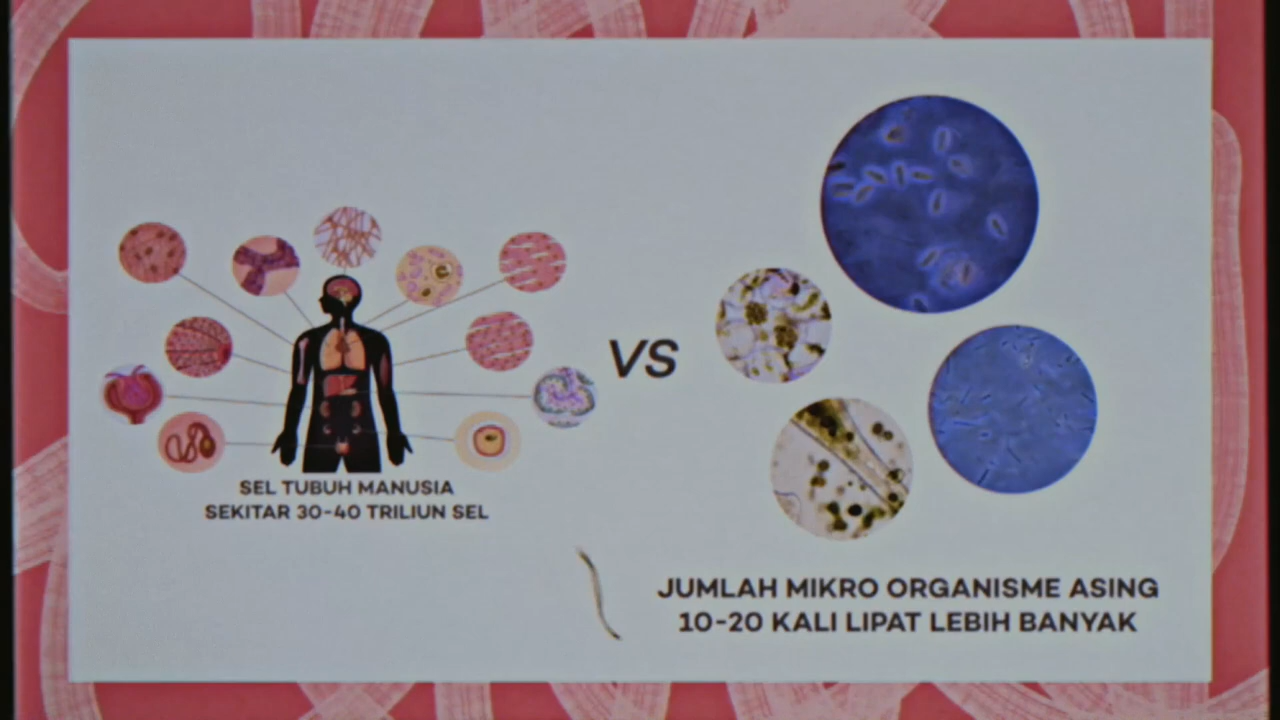 VS
SEL TUBUH MANUSIA
SEKITAR 30-40 TRILIUN SEL
JUMLAH MIKRO ORGANISME ASING
10-20 KALI LIPAT LEBIH BANYAK